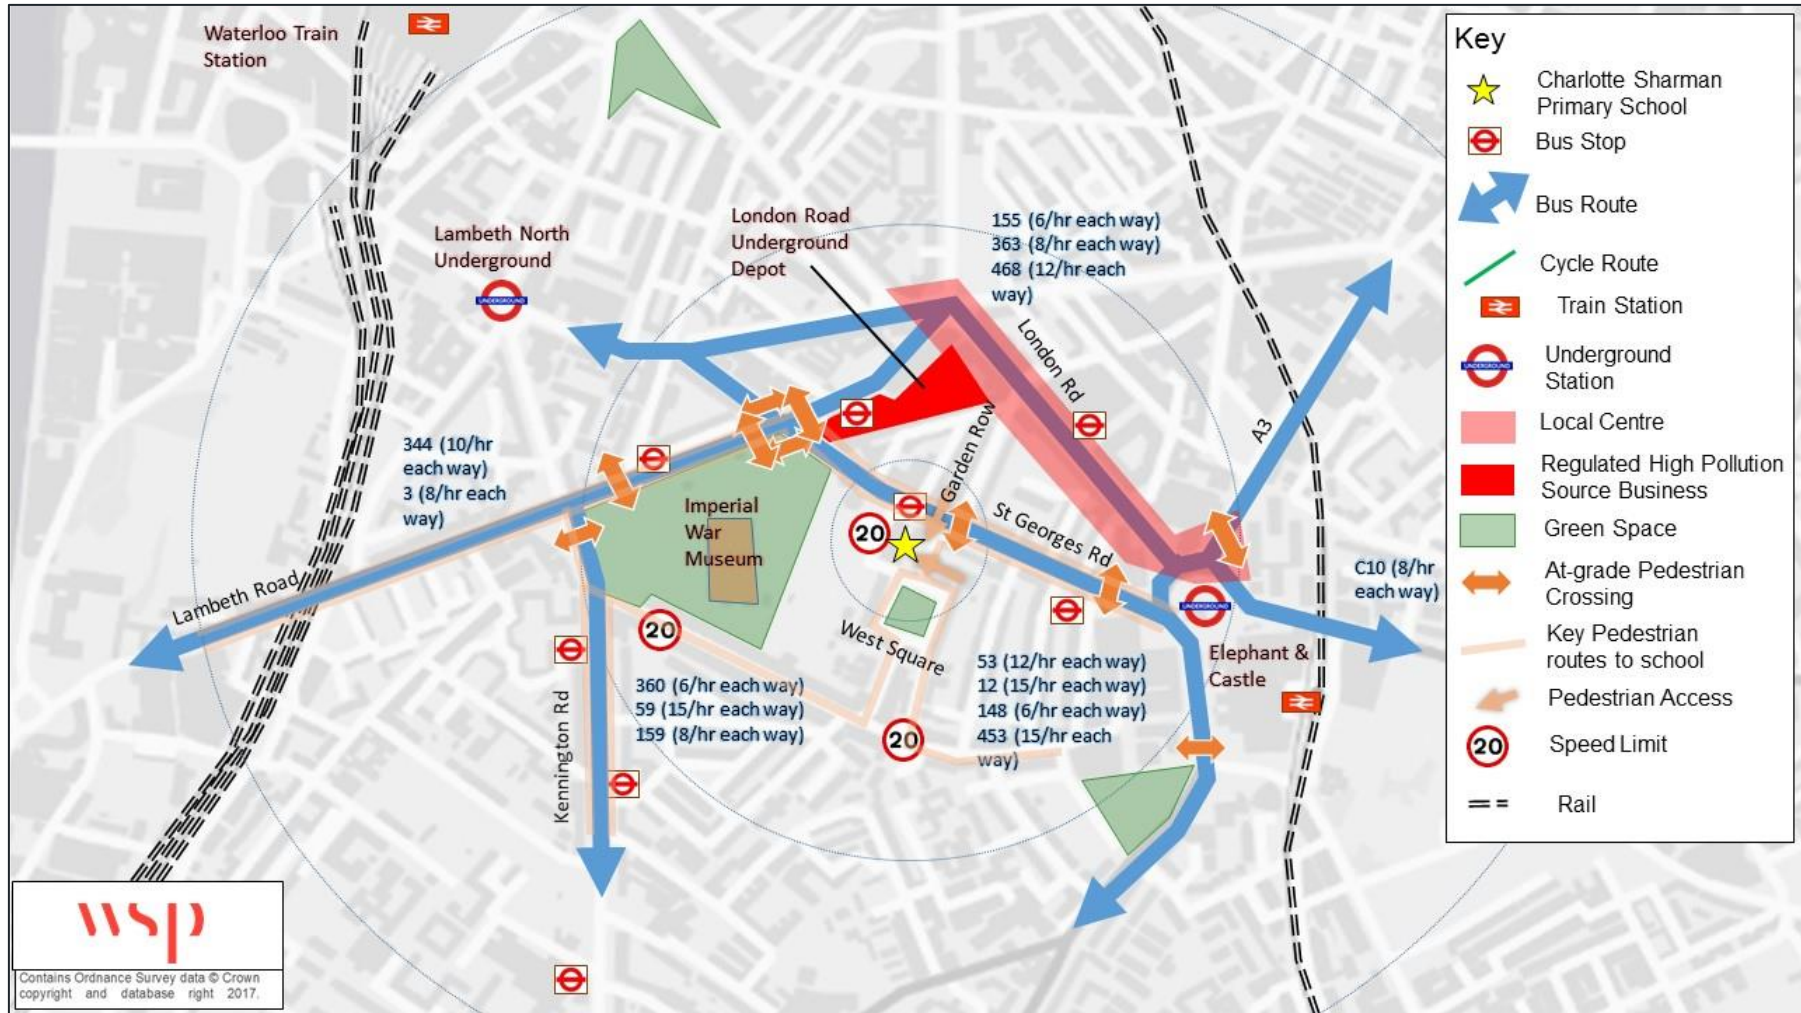 Waterloo Train
Station
Lambeth North
Underground
UNDERGROUND
London Road
Underground
Depot
155 (6/hr each way)
363 (8/hr each way)
468 (12/hr each
way)
London Rd
A3
344 (10/hr
each way)
3 (8/hr each
way)
Garden Row
Imperial
War
Museum
20
St Georges Rd
C10 (8/hr
each way)
Lambeth Road
20
West Square
UNDERGROUND
Elephant &
Castle
360 (6/hr each way)
59 (15/hr each way)
159 (8/hr each way)
53 (12/hr each way)
12 (15/hr each way)
148 (6/hr each way)
453 (15/hr each
way)
20
Kennington Rd
Key
Charlotte Sharman
Primary School
Bus Stop
Bus Route
Cycle Route
Train Station
UNDERGROUND
Underground
Station
Local Centre
Regulated High Pollution
Source Business
Green Space
At-grade Pedestrian
Crossing
Key Pedestrian
routes to school
Pedestrian Access
20
Speed Limit
Rail
wsp
Contains Ordnance Survey data © Crown
copyright and database right 2017.